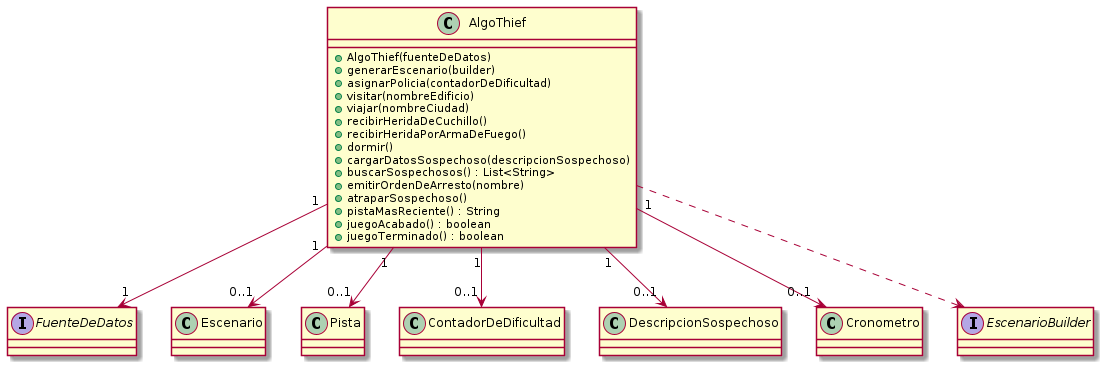 C AlgoThief
AlgoThief(fuenteDeDatos)
generarEscenario(builder)
asignarPolicia(contadorDeDificultad)
visitar(nombreEdificio)
viajar(nombreCiudad)
recibirHeridaDeCuchillo()
recibirHeridaPorArmaDeFuego()
dormir()
cargarDatosSospechoso(descripcionSospechoso)
buscarSospechosos() : List<String>
emitirOrdenDeArresto(nombre)
atraparSospechoso()
pistaMasReciente() : String
juegoAcabado() : boolean
juegoTerminado() : boolean
1 1 1 1 1 1
1 0..1 0..1 0..1 0..1 0..1
I FuenteDeDatos
C Escenario
C Pista
C ContadorDeDificultad
C DescripcionSospechoso
C Cronometro
I EscenarioBuilder